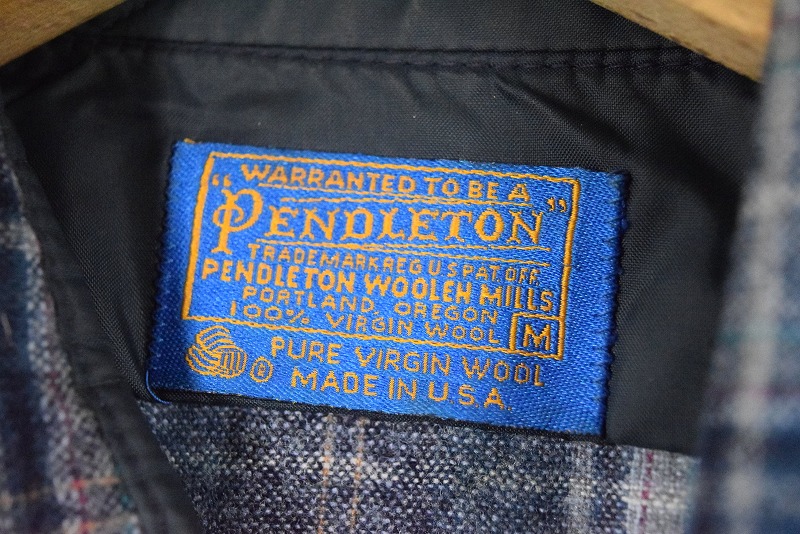 WARRANTED TO BE A
"PENDLETON"
TRADEMARK REG U S PAT. OFF.
PENDLETON WOOLEN MILLS
PORTLAND, OREGON
100% VIRGIN WOOL M
PURE VIRGIN WOOL
® MADE IN U.S.A.